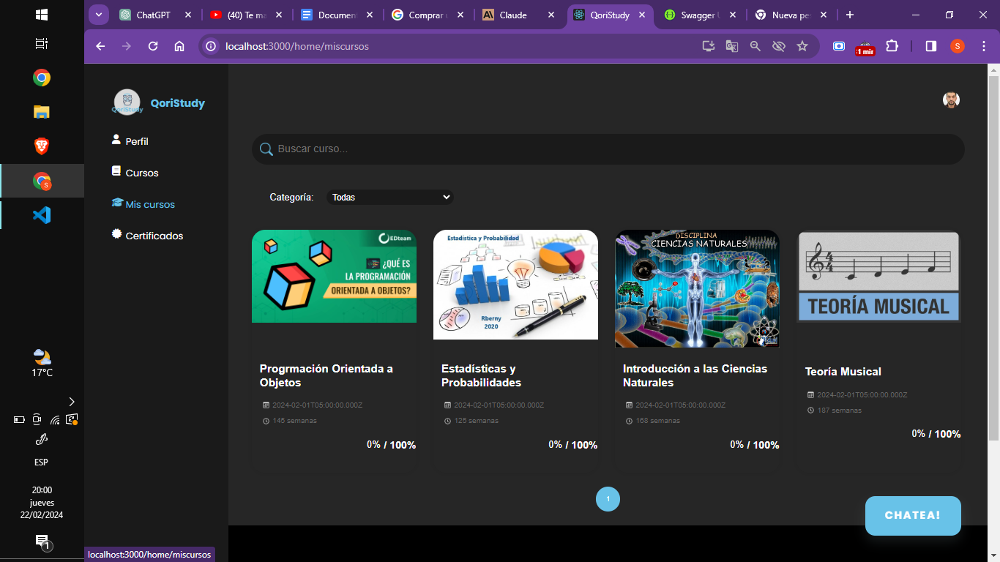 ChatGPT
(40) Te ma
Document
Comprar u
Claude
QoriStudy
Swagger U
Nueva pes
localhost:3000/home/miscursos
S
:1 min
QoriStudy
QoriStudy
Perfil
Cursos
Mis cursos
Certificados
Buscar curso...
Categoría:
Todas
EDteam
¿QUÉ ES
LA PROGRAMACIÓN
ORIENTADA A OBJETOS?
Progrmación Orientada a
Objetos
2024-02-01T05:00:00.000Z
145 semanas
0% / 100%
Estadística y Probabilidad
Rberny
2020
Estadísticas y
Probabilidades
2024-02-01T05:00:00.000Z
125 semanas
0% / 100%
DISCIPLINA
CIENCIAS NATURALES
Introducción a las Ciencias
Naturales
2024-02-01T05:00:00.000Z
168 semanas
0% / 100%
4
4
TEORÍA MUSICAL
Teoría Musical
2024-02-01T05:00:00.000Z
187 semanas
0% / 100%
1
CHATEA!
S
17°C
ESP
20:00
jueves
22/02/2024
1
localhost:3000/home/miscursos